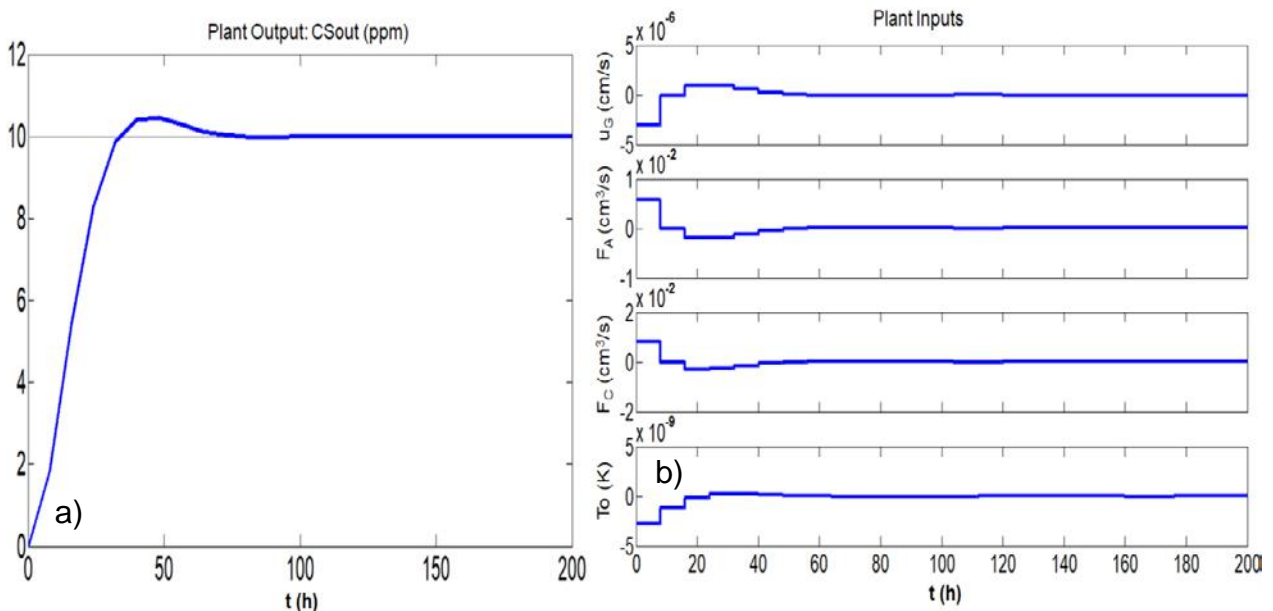 Plant Output: CSout (ppm)
12
10
8
6
4
2
0
a)
0 50 100 150 200
t (h)
Plant Inputs
x 10^-6
5
0
-5
u_G (cm/s)
x 10^-2
1
0
-1
F_A (cm^3/s)
x 10^-2
2
0
-2
F_C (cm^3/s)
x 10^-9
5
0
-5
To (K)
b)
0 20 40 60 80 100 120 140 160 180 200
t (h)